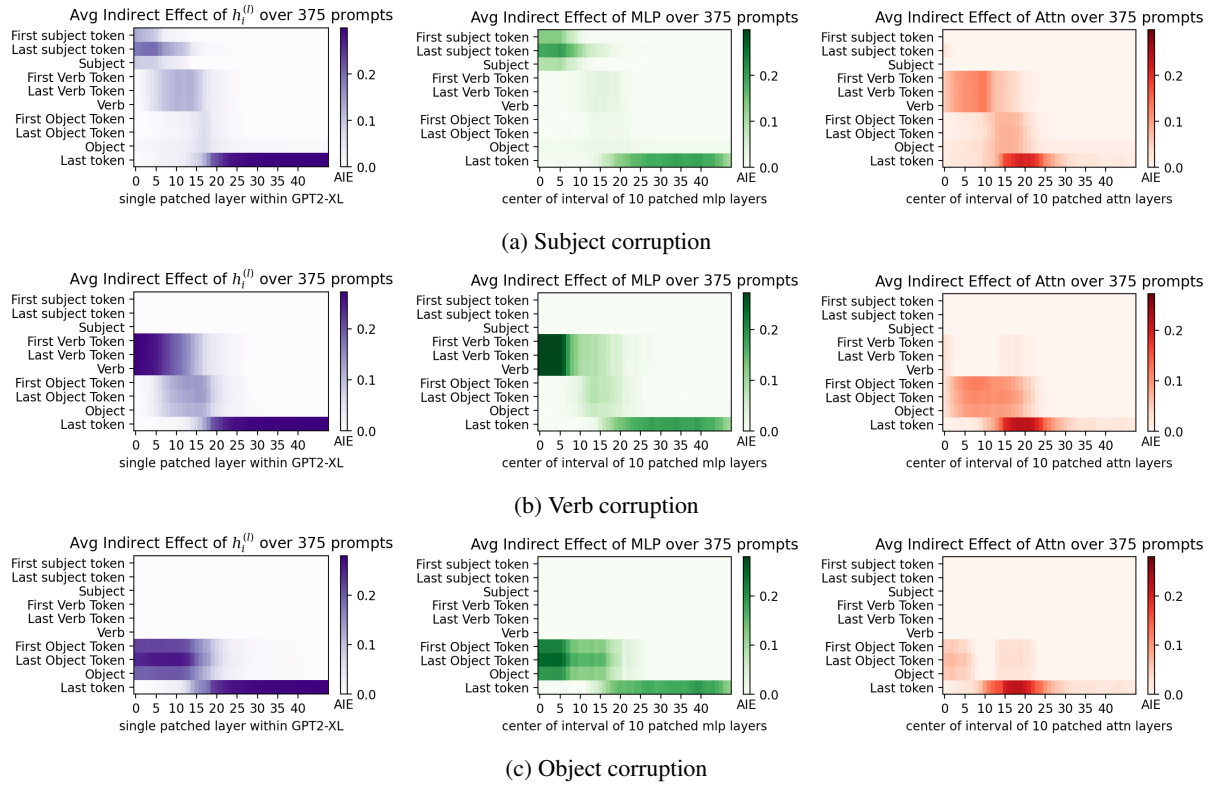 Avg Indirect Effect of h_i^(l) over 375 prompts
First subject token
Last subject token
Subject
First Verb Token
Last Verb Token
Verb
First Object Token
Last Object Token
Object
Last token
0 5 10 15 20 25 30 35 40
single patched layer within GPT2-XL
0.2
0.1
0.0
AIE
Avg Indirect Effect of MLP over 375 prompts
First subject token
Last subject token
Subject
First Verb Token
Last Verb Token
Verb
First Object Token
Last Object Token
Object
Last token
0 5 10 15 20 25 30 35 40
center of interval of 10 patched mlp layers
0.2
0.1
0.0
AIE
Avg Indirect Effect of Attn over 375 prompts
First subject token
Last subject token
Subject
First Verb Token
Last Verb Token
Verb
First Object Token
Last Object Token
Object
Last token
0 5 10 15 20 25 30 35 40
center of interval of 10 patched attn layers
0.2
0.1
0.0
AIE
(a) Subject corruption
Avg Indirect Effect of h_i^(l) over 375 prompts
First subject token
Last subject token
Subject
First Verb Token
Last Verb Token
Verb
First Object Token
Last Object Token
Object
Last token
0 5 10 15 20 25 30 35 40
single patched layer within GPT2-XL
0.2
0.1
0.0
AIE
Avg Indirect Effect of MLP over 375 prompts
First subject token
Last subject token
Subject
First Verb Token
Last Verb Token
Verb
First Object Token
Last Object Token
Object
Last token
0 5 10 15 20 25 30 35 40
center of interval of 10 patched mlp layers
0.2
0.1
0.0
AIE
Avg Indirect Effect of Attn over 375 prompts
First subject token
Last subject token
Subject
First Verb Token
Last Verb Token
Verb
First Object Token
Last Object Token
Object
Last token
0 5 10 15 20 25 30 35 40
center of interval of 10 patched attn layers
0.2
0.1
0.0
AIE
(b) Verb corruption
Avg Indirect Effect of h_i^(l) over 375 prompts
First subject token
Last subject token
Subject
First Verb Token
Last Verb Token
Verb
First Object Token
Last Object Token
Object
Last token
0 5 10 15 20 25 30 35 40
single patched layer within GPT2-XL
0.2
0.1
0.0
AIE
Avg Indirect Effect of MLP over 375 prompts
First subject token
Last subject token
Subject
First Verb Token
Last Verb Token
Verb
First Object Token
Last Object Token
Object
Last token
0 5 10 15 20 25 30 35 40
center of interval of 10 patched mlp layers
0.2
0.1
0.0
AIE
Avg Indirect Effect of Attn over 375 prompts
First subject token
Last subject token
Subject
First Verb Token
Last Verb Token
Verb
First Object Token
Last Object Token
Object
Last token
0 5 10 15 20 25 30 35 40
center of interval of 10 patched attn layers
0.2
0.1
0.0
AIE
(c) Object corruption